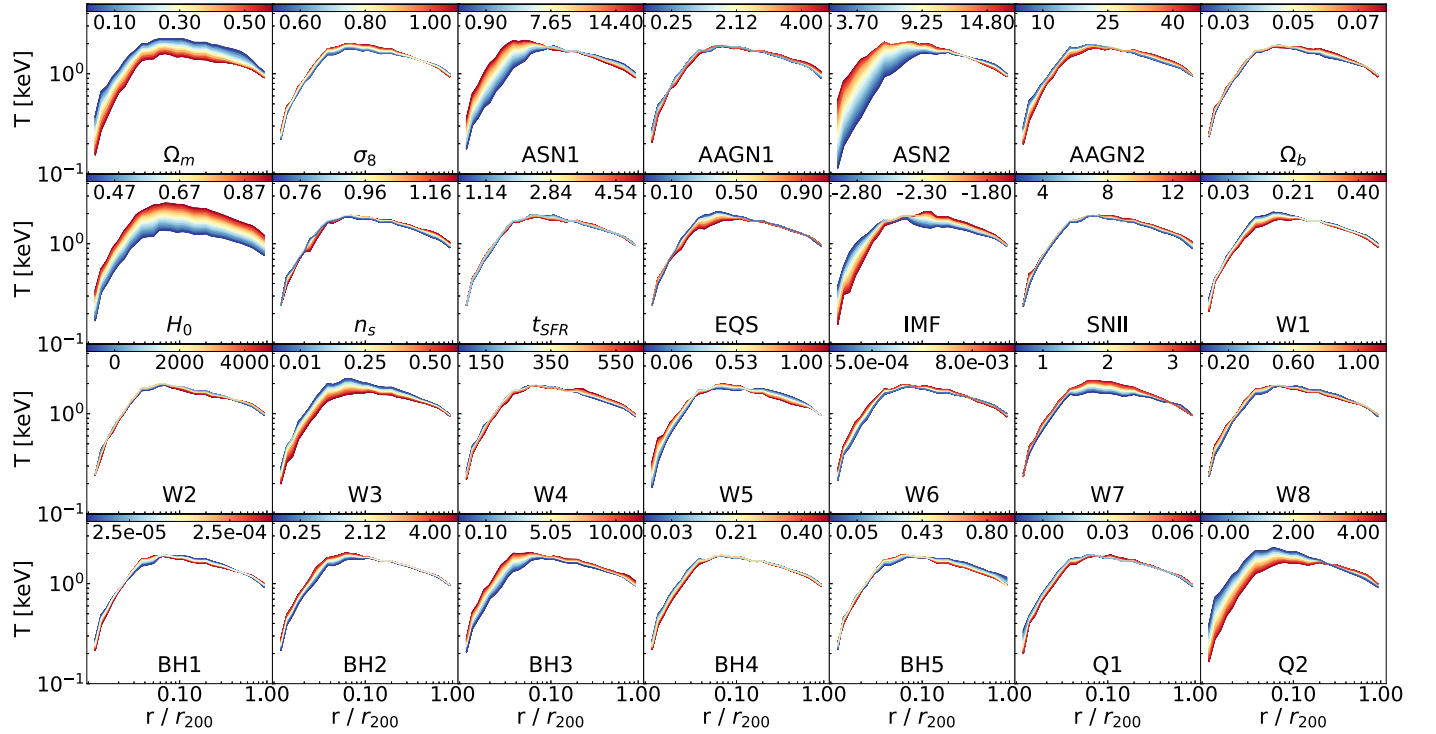 0.10 0.30 0.50 0.60 0.80 1.00 0.90 7.65 14.40 0.25 2.12 4.00 3.70 9.25 14.80 10 25 40 0.03 0.05 0.07
T [keV]
10⁰
10⁻¹
Ωₘ σ₈ ASN1 AAGN1 ASN2 AAGN2 Ω_b
0.47 0.67 0.87 0.76 0.96 1.16 1.14 2.84 4.54 0.10 0.50 0.90 -2.80 -2.30 -1.80 4 8 12 0.03 0.21 0.40
T [keV]
10⁰
10⁻¹
H₀ nₛ t_SFR EQS IMF SNII W1
0 2000 4000 0.01 0.25 0.50 150 350 550 0.06 0.53 1.00 5.0e-04 8.0e-03 1 2 3 0.20 0.60 1.00
T [keV]
10⁰
10⁻¹
W2 W3 W4 W5 W6 W7 W8
2.5e-05 2.5e-04 0.25 2.12 4.00 0.10 5.05 10.00 0.03 0.21 0.40 0.05 0.43 0.80 0.00 0.03 0.06 0.00 2.00 4.00
T [keV]
10⁰
10⁻¹
BH1 BH2 BH3 BH4 BH5 Q1 Q2
0.10 1.00 0.10 1.00 0.10 1.00 0.10 1.00 0.10 1.00 0.10 1.00 0.10 1.00
r / r₂₀₀ r / r₂₀₀ r / r₂₀₀ r / r₂₀₀ r / r₂₀₀ r / r₂₀₀ r / r₂₀₀